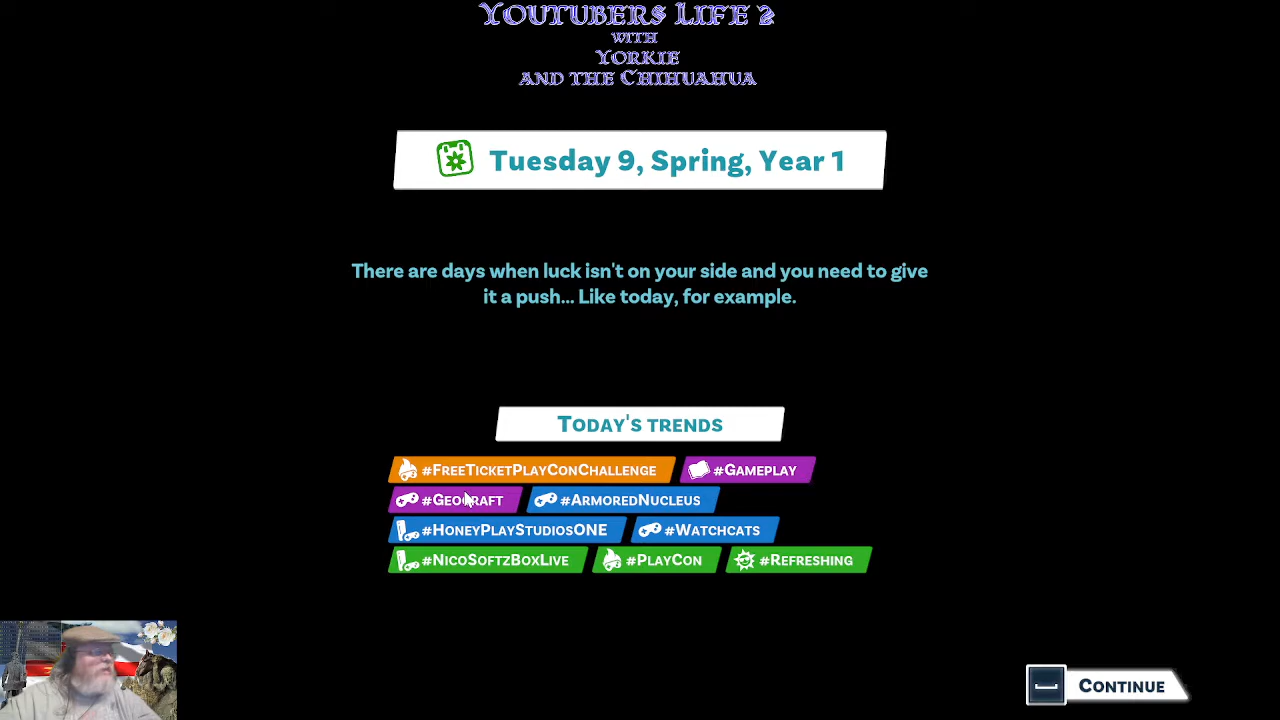 Youtubers Life 2
with
Yorkie
and the Chihuahua
Tuesday 9, Spring, Year 1
There are days when luck isn't on your side and you need to give
it a push... Like today, for example.
Today's trends
#FreeTicketPlayConChallenge #Gameplay
#Geocraft #ArmoredNucleus
#HoneyPlayStudiosONE #Watchcats
#NicoSoftzBoxLive #PlayCon #Refreshing
Continue